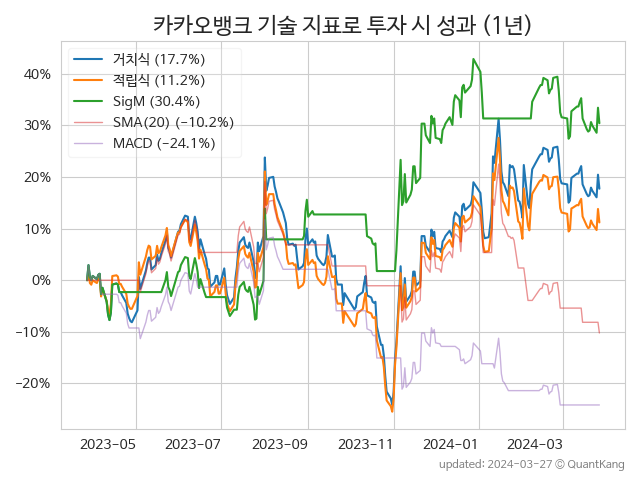 카카오뱅크 기술 지표로 투자 시 성과 (1년)
거치식 (17.7%)
적립식 (11.2%)
SigM (30.4%)
SMA(20) (−10.2%)
MACD (−24.1%)
40%
30%
20%
10%
0%
−10%
−20%
2023-05 2023-07 2023-09 2023-11 2024-01 2024-03
updated: 2024-03-27 © QuantKang